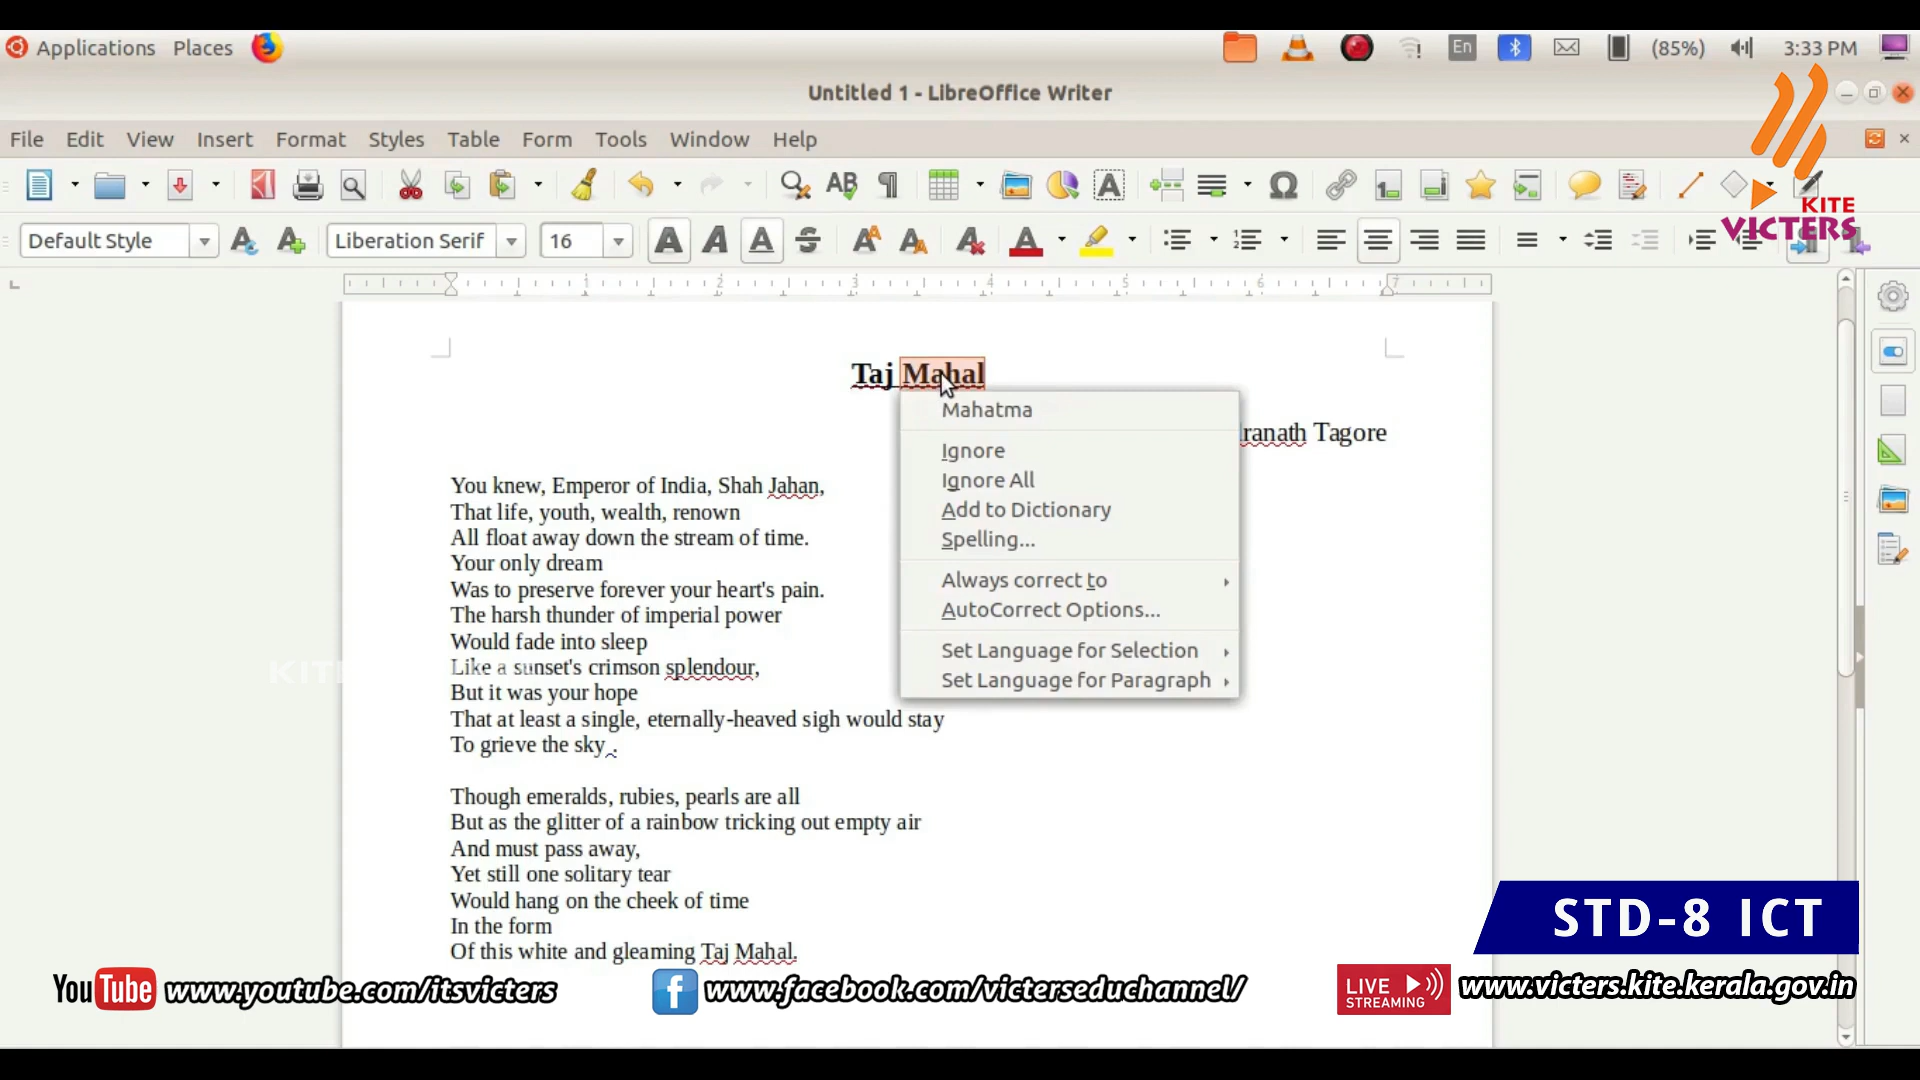 Applications Places En (85%) 3:33 PM
Untitled 1 - LibreOffice Writer
File Edit View Insert Format Styles Table Form Tools Window Help
KITE
VICTERS
Default Style Liberation Serif 16
1 2 3 4 5 6 7
Taj Mahal
Mahatma
Ignore
Ignore All
Add to Dictionary
Spelling...
Always correct to
AutoCorrect Options...
Set Language for Selection
Set Language for Paragraph
dranath Tagore
You knew, Emperor of India, Shah Jahan,
That life, youth, wealth, renown
All float away down the stream of time.
Your only dream
Was to preserve forever your heart's pain.
The harsh thunder of imperial power
Would fade into sleep
Like a sunset's crimson splendour,
But it was your hope
That at least a single, eternally-heaved sigh would stay
To grieve the sky .
Though emeralds, rubies, pearls are all
But as the glitter of a rainbow tricking out empty air
And must pass away,
Yet still one solitary tear
Would hang on the cheek of time
In the form
Of this white and gleaming Taj Mahal.
STD-8 ICT
YouTube www.youtube.com/itsvicters
f www.facebook.com/victerseduchannel/
LIVE STREAMING www.victers.kite.kerala.gov.in